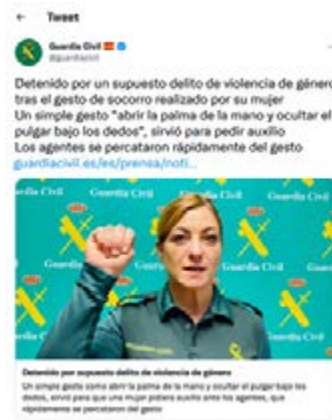 Tweet
Guardia Civil
@guardiacivil
Detenido por un supuesto delito de violencia de género
tras el gesto de socorro realizado por su mujer
Un simple gesto "abrir la palma de la mano y ocultar el
pulgar bajo los dedos", sirvió para pedir auxilio
Los agentes se percataron rápidamente del gesto
guardiacivil.es/es/prensa/noti...
Guardia Civil
Guardia Civil
Guardia Civil
Detenido por supuesto delito de violencia de género
Un simple gesto como abrir la palma de la mano y ocultar el pulgar bajo los
dedos, sirvió para que una mujer pidiera auxilio ante los agentes, que
rápidamente se percataron del gesto